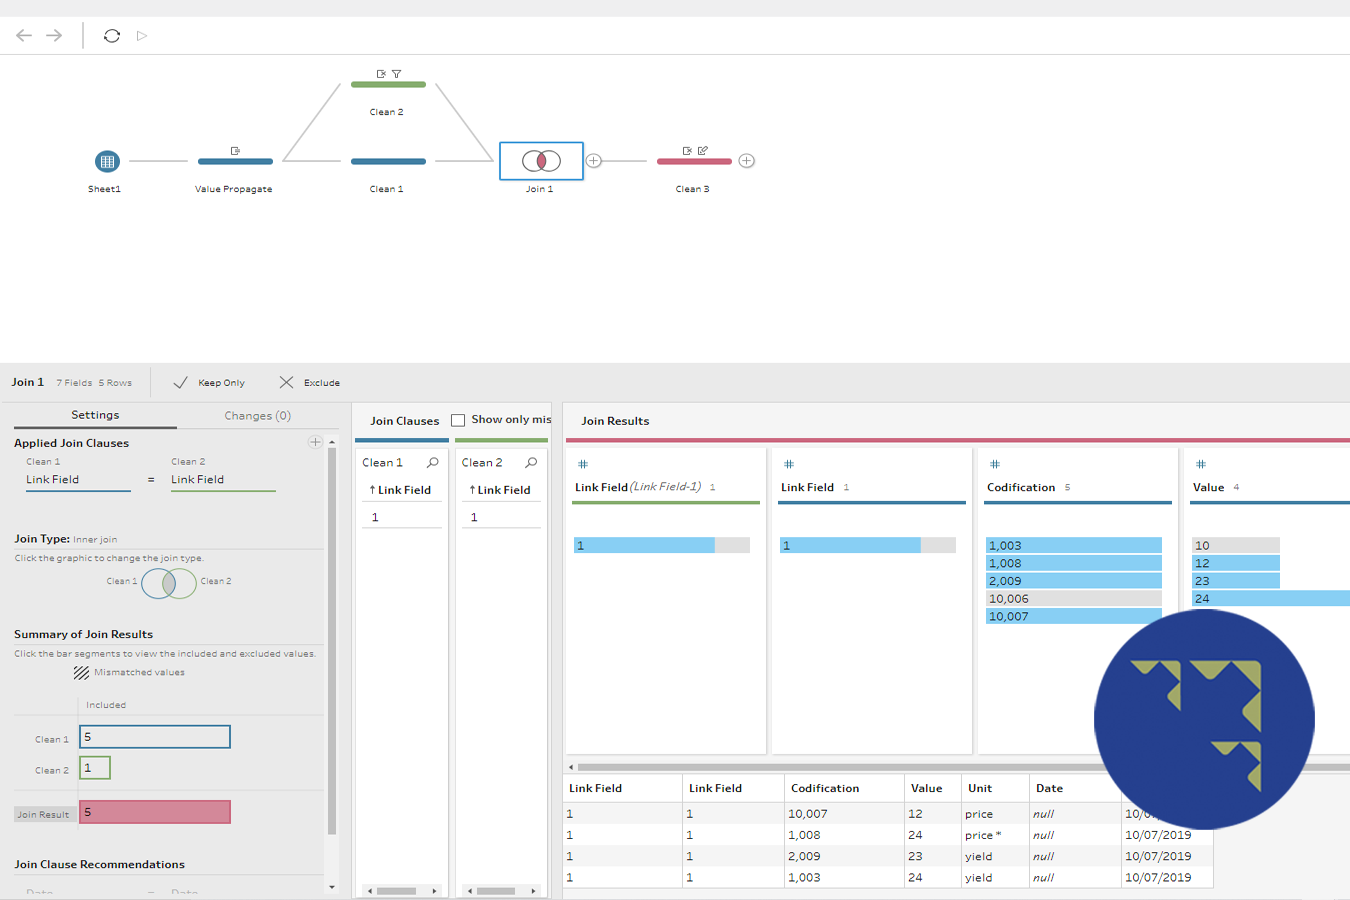 Clean 2
Sheet1
Value Propagate
Clean 1
Join 1
Clean 3
Join 1 7 Fields 5 Rows Keep Only Exclude
Settings Changes (0)
Applied Join Clauses
Clean 1 Clean 2
Link Field = Link Field
Join Type: Inner join
Click the graphic to change the join type.
Clean 1 Clean 2
Summary of Join Results
Click the bar segments to view the included and excluded values.
Mismatched values
Included
Clean 1 5
Clean 2 1
Join Result 5
Join Clause Recommendations
Date = Date
Join Clauses Show only mis
Clean 1 Clean 2
↑ Link Field ↑ Link Field
1 1
Join Results
# # # #
Link Field (Link Field-1) 1 Link Field 1 Codification 5 Value 4
1 1 1,003 10
1,008 12
2,009 23
10,006 24
10,007
Link Field Link Field Codification Value Unit Date
1 1 10,007 12 price null 10/0
1 1 1,008 24 price * null 10/07/2019
1 1 2,009 23 yield null 10/07/2019
1 1 1,003 24 yield null 10/07/2019